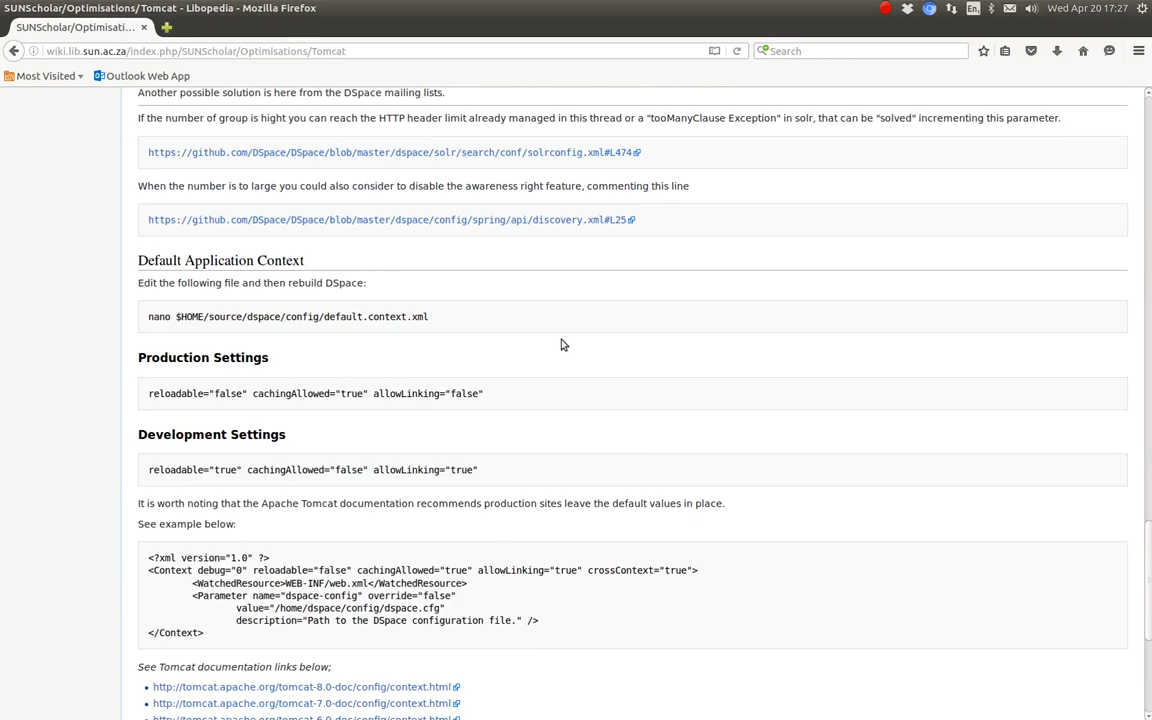 SUNScholar/Optimisations/Tomcat - Libopedia - Mozilla Firefox
En
Wed Apr 20 17:27
SUNScholar/Optimisati...
wiki.lib.sun.ac.za/index.php/SUNScholar/Optimisations/Tomcat
Search
Most Visited
Outlook Web App
Another possible solution is here from the DSpace mailing lists.
If the number of group is hight you can reach the HTTP header limit already managed in this thread or a "tooManyClause Exception" in solr, that can be "solved" incrementing this parameter.
https://github.com/DSpace/DSpace/blob/master/dspace/solr/search/conf/solrconfig.xml#L474
When the number is to large you could also consider to disable the awareness right feature, commenting this line
https://github.com/DSpace/DSpace/blob/master/dspace/config/spring/api/discovery.xml#L25
Default Application Context
Edit the following file and then rebuild DSpace:
nano $HOME/source/dspace/config/default.context.xml
Production Settings
reloadable="false" cachingAllowed="true" allowLinking="false"
Development Settings
reloadable="true" cachingAllowed="false" allowLinking="true"
It is worth noting that the Apache Tomcat documentation recommends production sites leave the default values in place.
See example below:
<?xml version="1.0" ?>
<Context debug="0" reloadable="false" cachingAllowed="true" allowLinking="true" crossContext="true">
<WatchedResource>WEB-INF/web.xml</WatchedResource>
<Parameter name="dspace-config" override="false"
value="/home/dspace/config/dspace.cfg"
description="Path to the DSpace configuration file." />
</Context>
See Tomcat documentation links below;
http://tomcat.apache.org/tomcat-8.0-doc/config/context.html
http://tomcat.apache.org/tomcat-7.0-doc/config/context.html
http://tomcat.apache.org/tomcat-6.0-doc/config/context.html